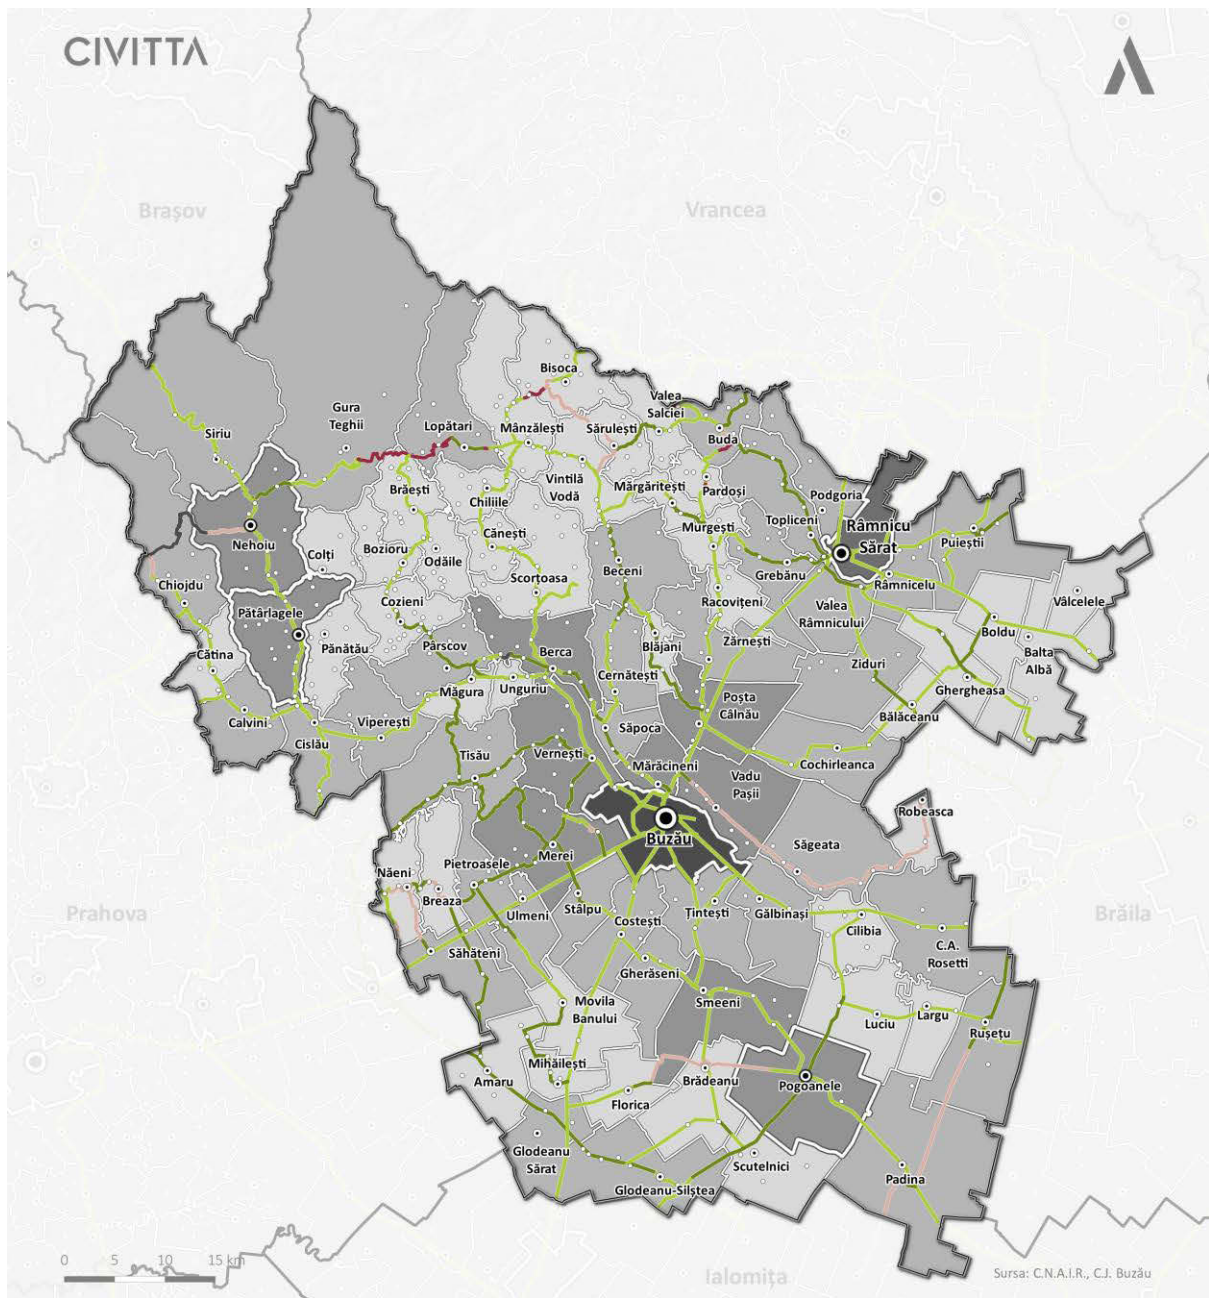 CIVITTA
Brașov
Vrancea
Bisoca
Valea
Salciei
Gura
Teghii
Lopătari
Mânzălești
Sărulești
Buda
Siriu
Brăești
Chiliile
Vintilă
Vodă
Mărgăritești
Pardoși
Podgoria
Topliceni
Râmnicu
Sărat
Puieștii
Nehoiu
Colți
Bozioru
Odăile
Cănești
Murgești
Beceni
Grebănu
Râmnicelu
Chiojdu
Scorțoasa
Pătârlagele
Cozieni
Racovițeni
Valea
Râmnicului
Vâlcelele
Boldu
Balta
Albă
Cătina
Pănătău
Pârscov
Berca
Blăjani
Zărnești
Ziduri
Măgura
Unguriu
Cernătești
Ghergheasa
Calvini
Viperești
Poșta
Câlnău
Bălăceanu
Cislău
Săpoca
Tisău
Vernești
Mărăcineni
Vadu
Pașii
Cochirleanca
Robeasca
Buzău
Săgeata
Merei
Pietroasele
Năeni
Breaza
Ulmeni
Stâlpu
Costești
Țintești
Gălbinași
Prahova
Brăila
Cilibia
C.A.
Rosetti
Săhăteni
Gherăseni
Movila
Banului
Smeeni
Luciu
Largu
Rușețu
Mihăilești
Amaru
Florica
Brădeanu
Pogoanele
Glodeanu
Sărat
Scutelnici
Padina
Glodeanu-Silștea
0 5 10 15 km
Ialomița
Sursa: C.N.A.I.R., C.J. Buzău